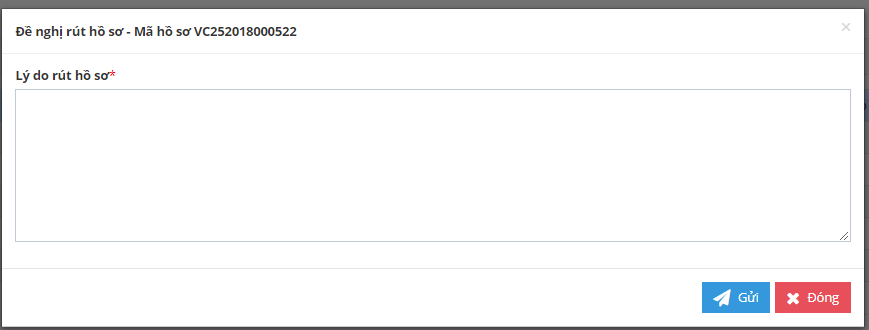 Đề nghị rút hồ sơ - Mã hồ sơ VC252018000522
×
Lý do rút hồ sơ*
Gửi
Đóng